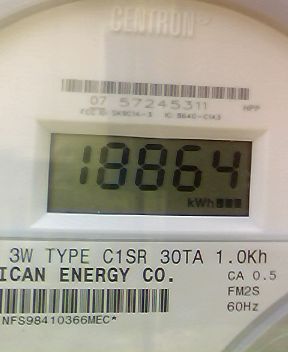 CENTRON
07 57245311
18864
kWh
3W TYPE C1SR 30TA 1.0Kh
ICAN ENERGY CO.
CA 0.5
FM2S
60Hz
NFS98410366MEC*